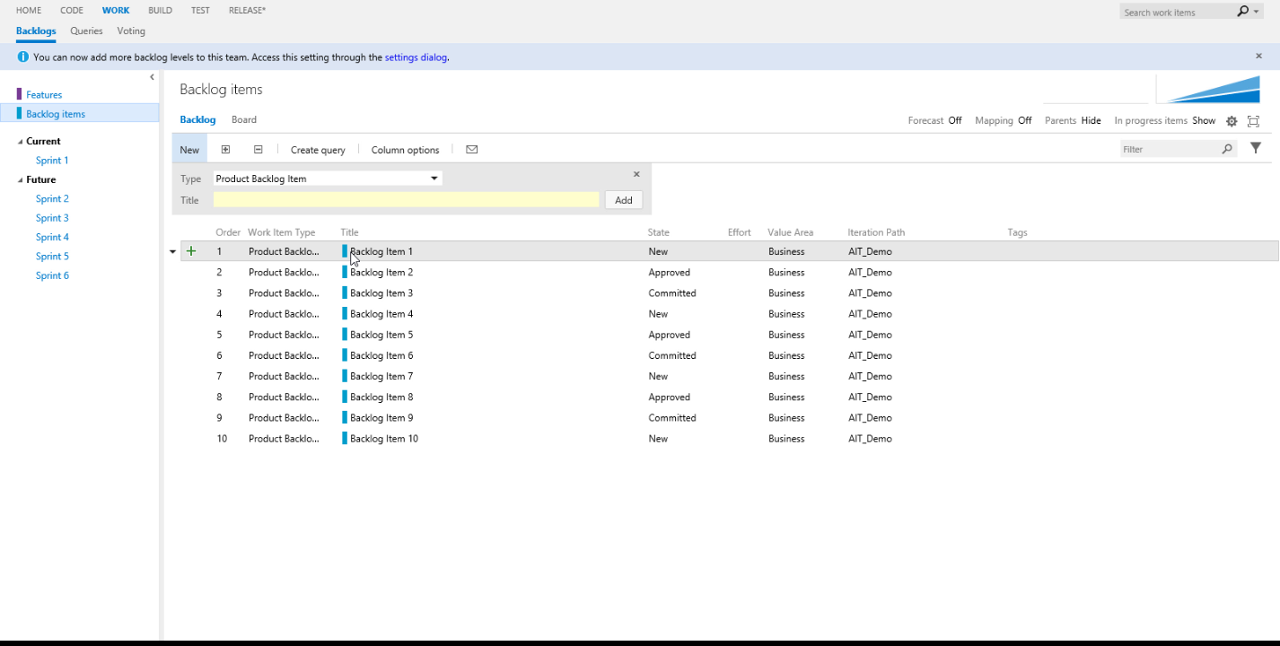 HOME CODE WORK BUILD TEST RELEASE* Search work items
Backlogs Queries Voting
You can now add more backlog levels to this team. Access this setting through the settings dialog.
Features
Backlog items
Current
Sprint 1
Future
Sprint 2
Sprint 3
Sprint 4
Sprint 5
Sprint 6
Backlog items
Backlog Board Forecast Off Mapping Off Parents Hide In progress items Show
New Create query Column options Filter
Type Product Backlog Item
Title Add
Order Work Item Type Title State Effort Value Area Iteration Path Tags
1 Product Backlo... Backlog Item 1 New Business AIT_Demo
2 Product Backlo... Backlog Item 2 Approved Business AIT_Demo
3 Product Backlo... Backlog Item 3 Committed Business AIT_Demo
4 Product Backlo... Backlog Item 4 New Business AIT_Demo
5 Product Backlo... Backlog Item 5 Approved Business AIT_Demo
6 Product Backlo... Backlog Item 6 Committed Business AIT_Demo
7 Product Backlo... Backlog Item 7 New Business AIT_Demo
8 Product Backlo... Backlog Item 8 Approved Business AIT_Demo
9 Product Backlo... Backlog Item 9 Committed Business AIT_Demo
10 Product Backlo... Backlog Item 10 New Business AIT_Demo